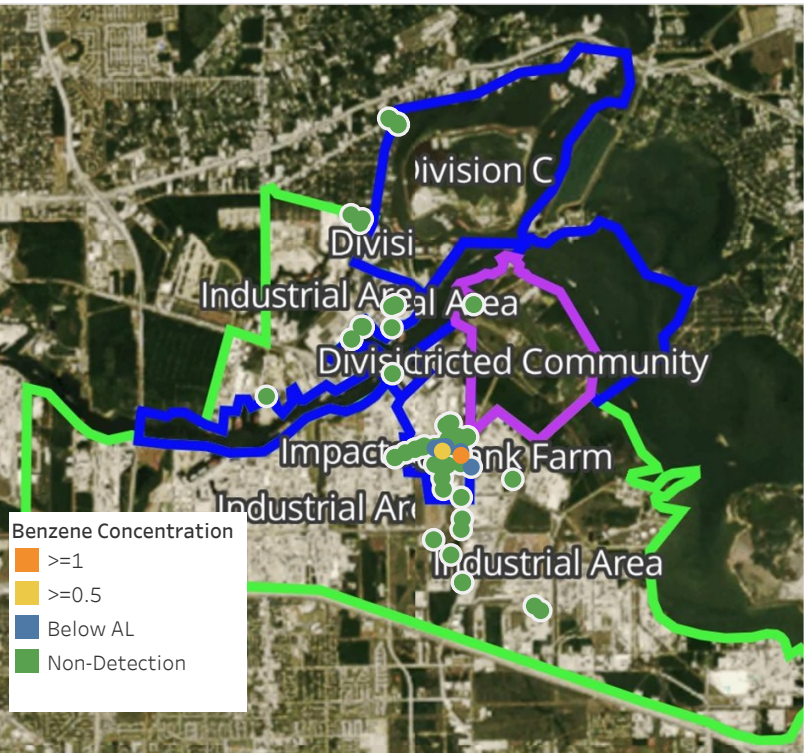 Division C
Divisi
Industrial Area
al Area
Divisi
tricted Community
Impact
nk Farm
Industrial Are
Industrial Area
Benzene Concentration
>=1
>=0.5
Below AL
Non-Detection